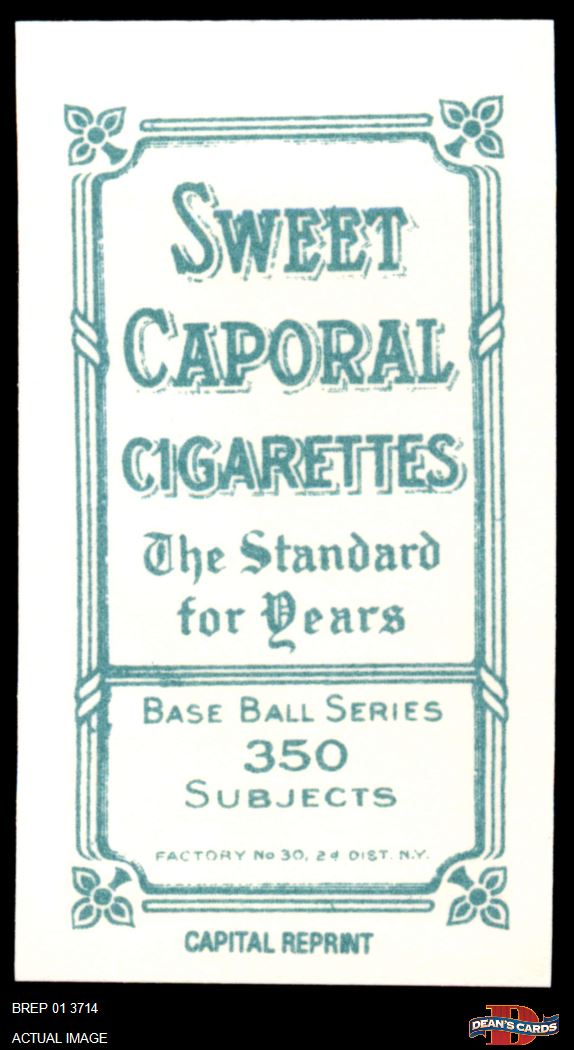 SWEET
CAPORAL
CIGARETTES
The Standard
for Years
BASE BALL SERIES
350
SUBJECTS
FACTORY No 30, 2d DIST. N.Y.
CAPITAL REPRINT
BREP 01 3714
ACTUAL IMAGE
D
DEAN'S CARDS